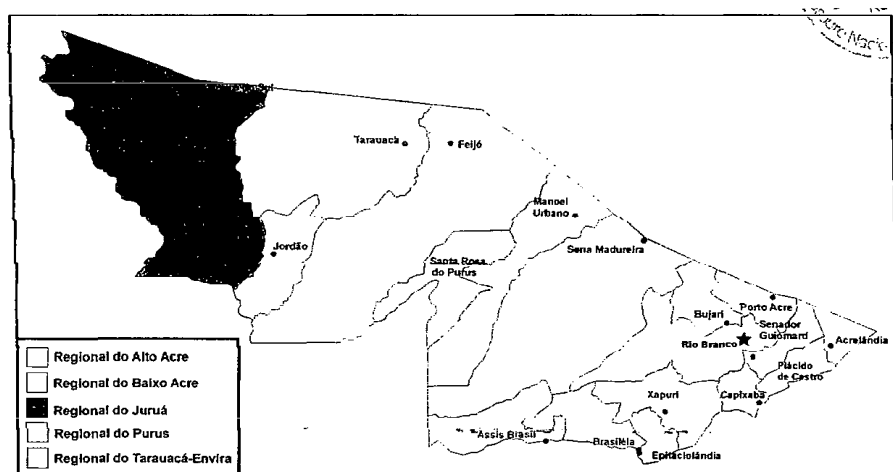 Tarauacá
Feijó
Manoel
Urbano
Jordão
Sena Madureira
Santa Rosa
do Purus
Porto Acre
Bujari
Senador
Guiomard
Rio Branco
Acrelândia
Plácido
de Castro
Xapuri
Capixaba
Assis Brasil
Brasiléia
Epitaciolândia
Regional do Alto Acre
Regional do Baixo Acre
Regional do Juruá
Regional do Purus
Regional do Tarauacá-Envira